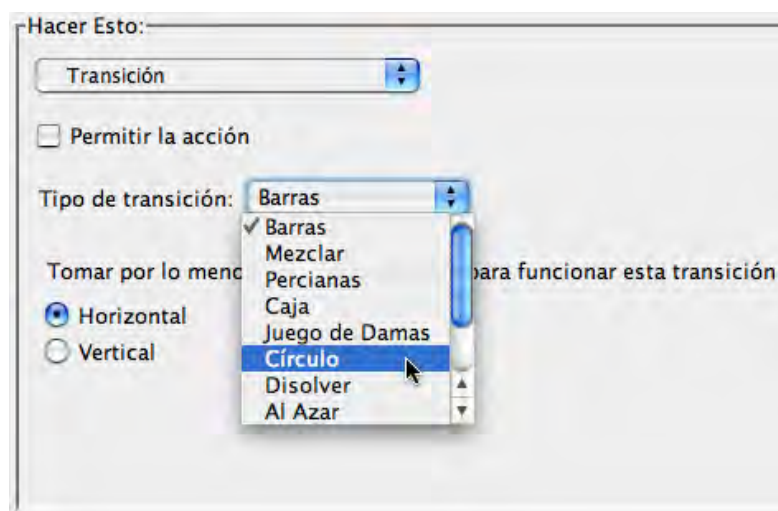 Hacer Esto:
Transición
Permitir la acción
Tipo de transición: Barras
Barras
Mezclar
Tomar por lo para funcionar esta transición
Percianas
Caja
Horizontal
Juego de Damas
Vertical
Círculo
Disolver
Al Azar